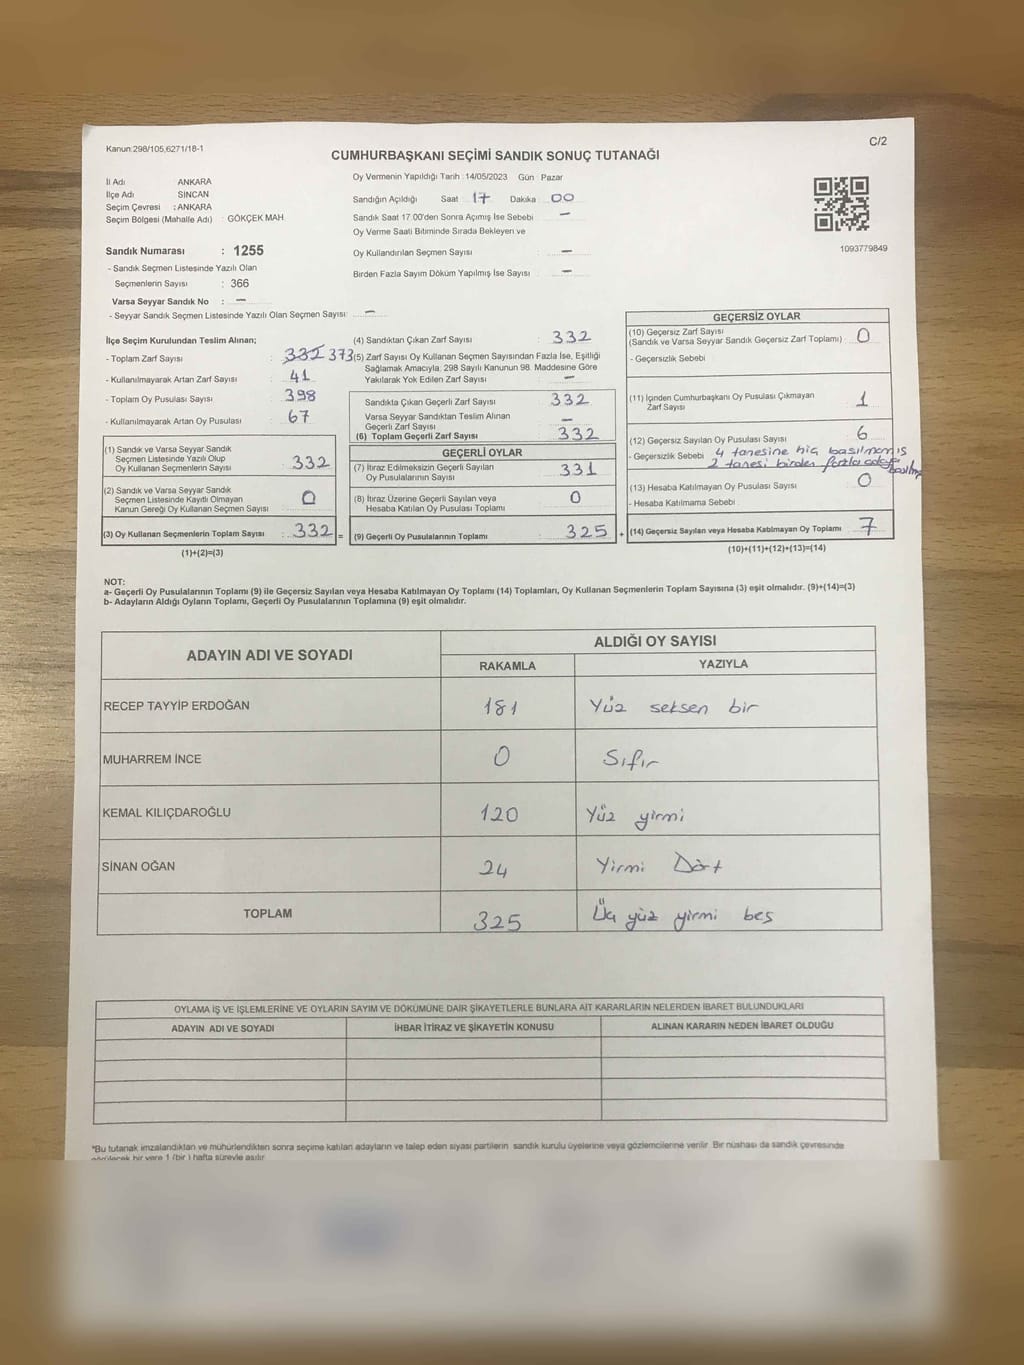 Kanun:298/105,6271/18-1
C/2
CUMHURBAŞKANI SEÇİMİ SANDIK SONUÇ TUTANAĞI
İl Adı : ANKARA
İlçe Adı : SİNCAN
Seçim Çevresi : ANKARA
Seçim Bölgesi (Mahalle Adı) : GÖKÇEK MAH.
Sandık Numarası : 1255
- Sandık Seçmen Listesinde Yazılı Olan
Seçmenlerin Sayısı : 366
Varsa Seyyar Sandık No : –
- Seyyar Sandık Seçmen Listesinde Yazılı Olan Seçmen Sayısı: –
Oy Vermenin Yapıldığı Tarih :14/05/2023 Gün : Pazar
Sandığın Açıldığı Saat 17 Dakika 00
Sandık Saat 17.00'den Sonra Açımış İse Sebebi –
Oy Verme Saati Bitiminde Sırada Bekleyen ve
Oy Kullandırılan Seçmen Sayısı : –
Birden Fazla Sayım Döküm Yapılmış İse Sayısı : –
1093779849
İlçe Seçim Kurulundan Teslim Alınan;
- Toplam Zarf Sayısı : 332 373
- Kullanılmayarak Artan Zarf Sayısı : 41
- Toplam Oy Pusulası Sayısı : 398
- Kullanılmayarak Artan Oy Pusulası : 67
(1) Sandık ve Varsa Seyyar Sandık
Seçmen Listesinde Yazılı Olup
Oy Kullanan Seçmenlerin Sayısı : 332
(2) Sandık ve Varsa Seyyar Sandık
Seçmen Listesinde Kayıtlı Olmayan
Kanun Gereği Oy Kullanan Seçmen Sayısı : 0
(3) Oy Kullanan Seçmenlerin Toplam Sayısı : 332 =
(1)+(2)=(3)
(4) Sandıktan Çıkan Zarf Sayısı : 332
(5) Zarf Sayısı Oy Kullanan Seçmen Sayısından Fazla İse, Eşitliği
Sağlamak Amacıyla, 298 Sayılı Kanunun 98. Maddesine Göre
Yakılarak Yok Edilen Zarf Sayısı : –
Sandıkta Çıkan Geçerli Zarf Sayısı : 332
Varsa Seyyar Sandıktan Teslim Alınan
Geçerli Zarf Sayısı : –
(6) Toplam Geçerli Zarf Sayısı : 332
GEÇERLİ OYLAR
(7) İtiraz Edilmeksizin Geçerli Sayılan
Oy Pusulalarının Sayısı : 331
(8) İtiraz Üzerine Geçerli Sayılan veya
Hesaba Katılan Oy Pusulası Toplamı : 0
(9) Geçerli Oy Pusulalarının Toplamı : 325 +
GEÇERSİZ OYLAR
(10) Geçersiz Zarf Sayısı
(Sandık ve Varsa Seyyar Sandık Geçersiz Zarf Toplamı) : 0
- Geçersizlik Sebebi
(11) İçinden Cumhurbaşkanı Oy Pusulası Çıkmayan
Zarf Sayısı : 1
(12) Geçersiz Sayılan Oy Pusulası Sayısı : 6
- Geçersizlik Sebebi 4 tanesine hiç basılmamış
2 tanesi birden fazla adaya basılmış
(13) Hesaba Katılmayan Oy Pusulası Sayısı : 0
- Hesaba Katılmama Sebebi :
(14) Geçersiz Sayılan veya Hesaba Katılmayan Oy Toplamı : 7
(10)+(11)+(12)+(13)=(14)
NOT:
a- Geçerli Oy Pusulalarının Toplamı (9) ile Geçersiz Sayılan veya Hesaba Katılmayan Oy Toplamı (14) Toplamları, Oy Kullanan Seçmenlerin Toplam Sayısına (3) eşit olmalıdır. (9)+(14)=(3)
b- Adayların Aldığı Oyların Toplamı, Geçerli Oy Pusulalarının Toplamına (9) eşit olmalıdır.
ADAYIN ADI VE SOYADI ALDIĞI OY SAYISI
RAKAMLA YAZIYLA
RECEP TAYYİP ERDOĞAN 181 Yüz seksen bir
MUHARREM İNCE 0 Sıfır
KEMAL KILIÇDAROĞLU 120 Yüz yirmi
SİNAN OĞAN 24 Yirmi Dört
TOPLAM 325 Üç yüz yirmi beş
OYLAMA İŞ VE İŞLEMLERİNE VE OYLARIN SAYIM VE DÖKÜMÜNE DAİR ŞİKAYETLERLE BUNLARA AİT KARARLARIN NELERDEN İBARET BULUNDUKLARI
ADAYIN ADI VE SOYADI İHBAR İTİRAZ VE ŞİKAYETİN KONUSU ALINAN KARARIN NEDEN İBARET OLDUĞU
*Bu tutanak imzalandıktan ve mühürlendikten sonra seçime katılan adayların ve talep eden siyasi partilerin sandık kurulu üyelerine veya gözlemcilerine verilir. Bir nüshası da sandık çevresinde
görülecek bir yere 1 (bir ) hafta süreyle asılır.